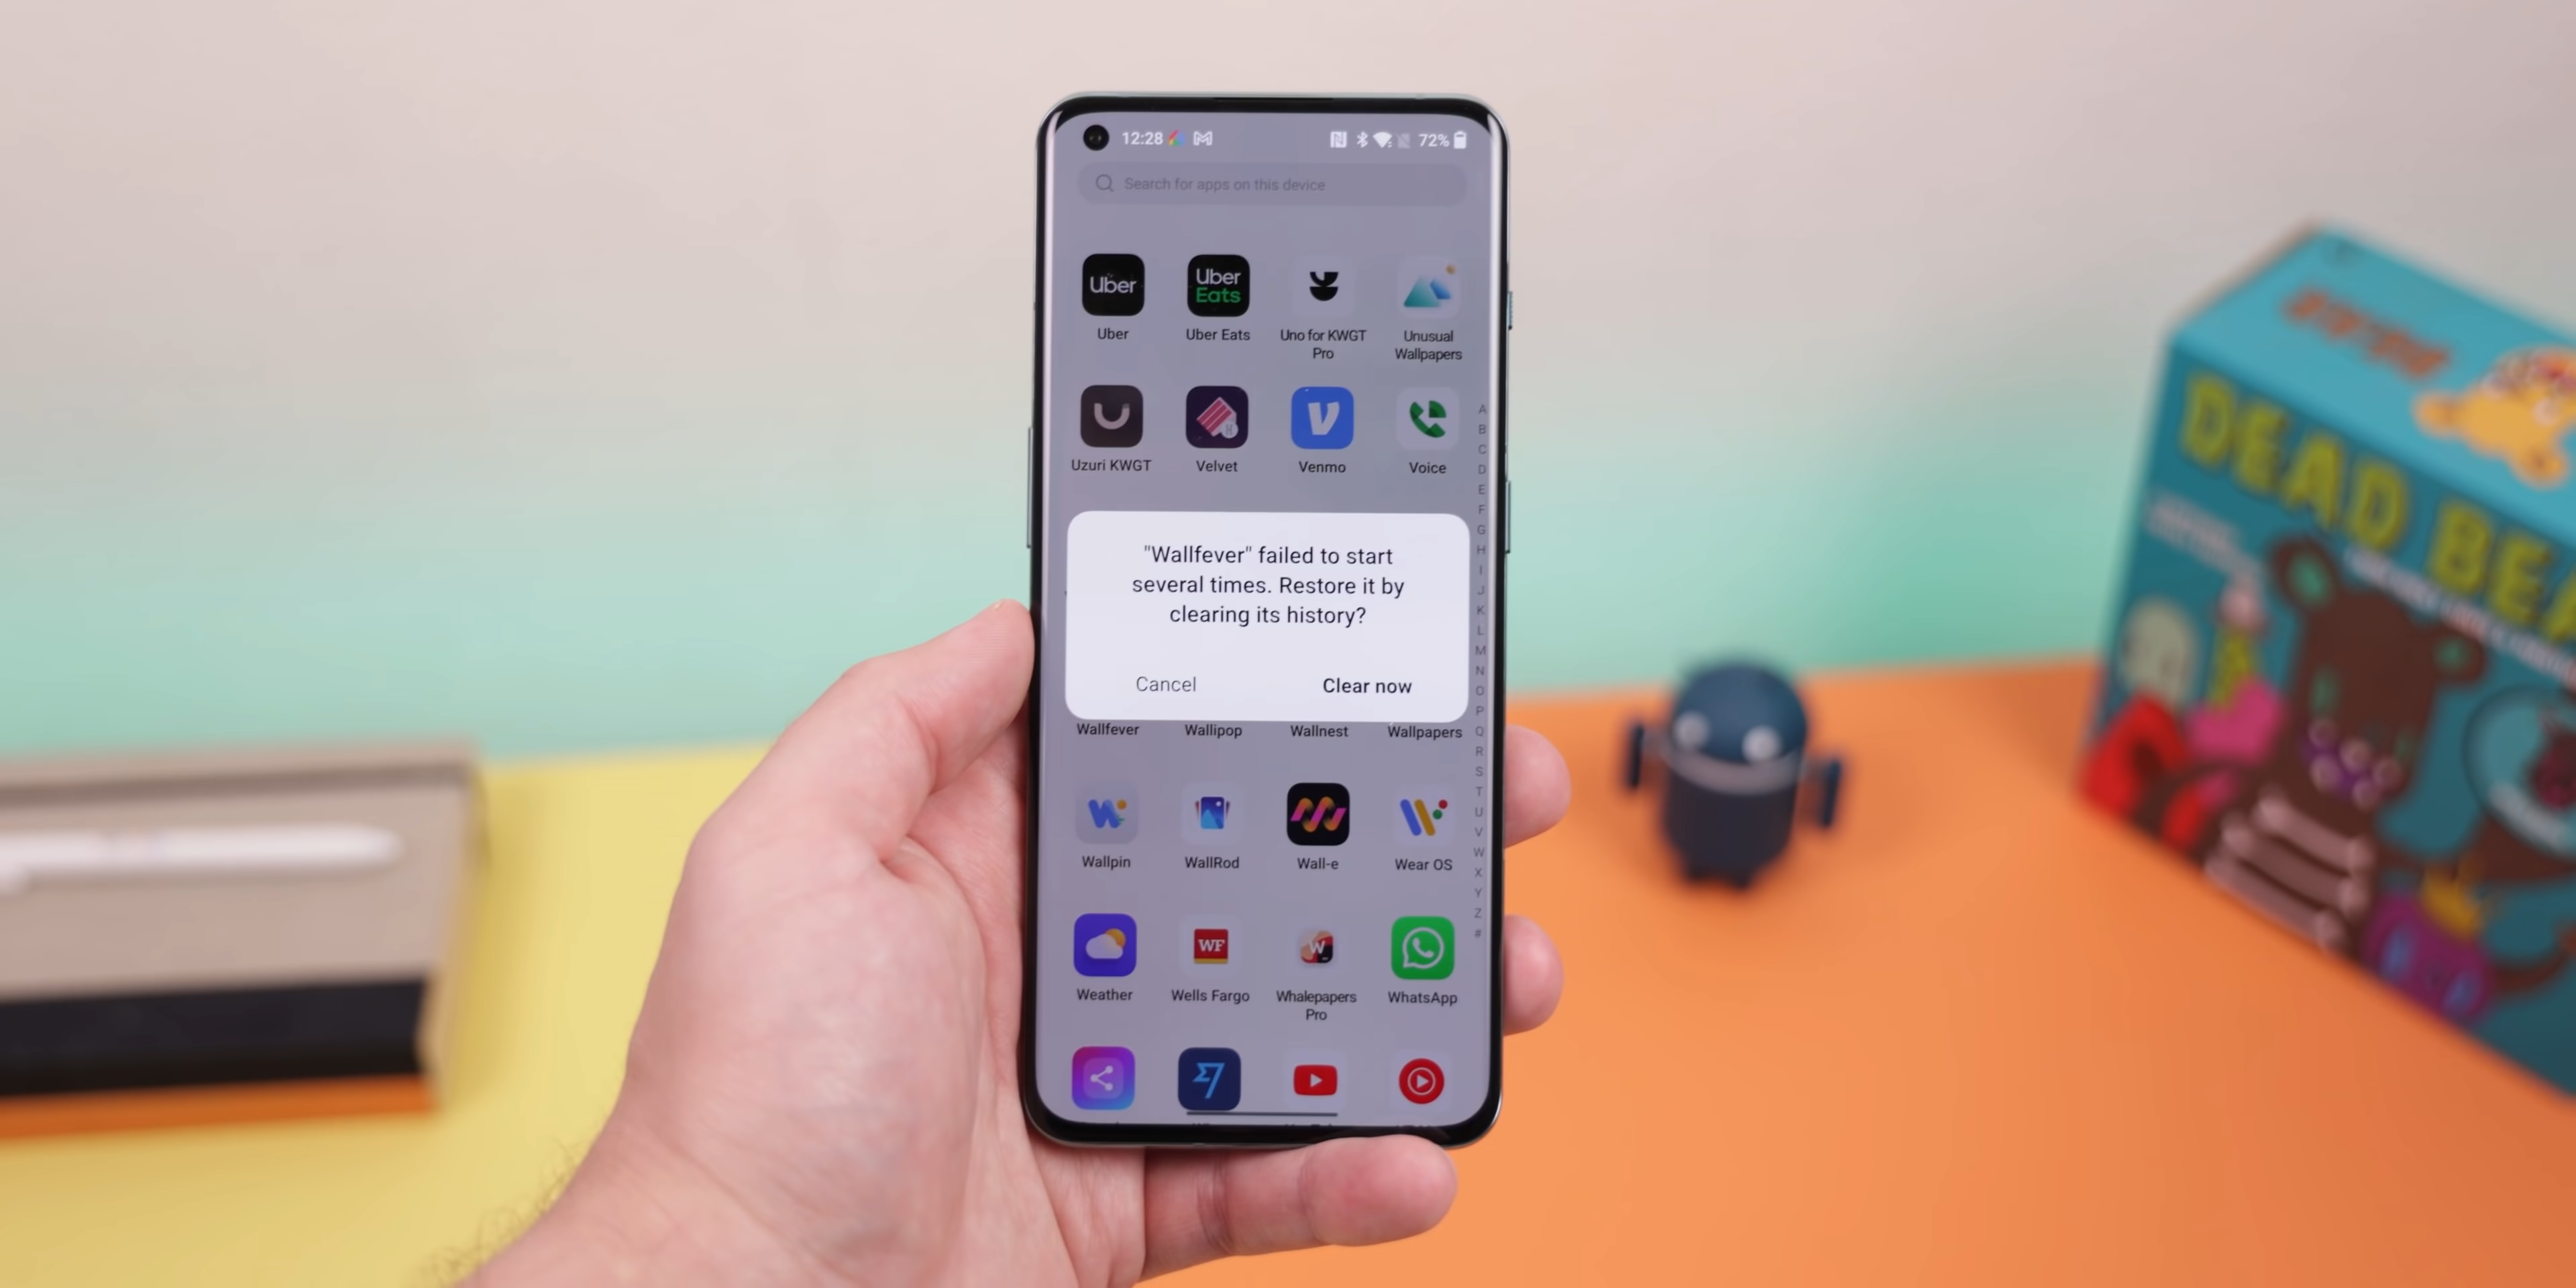 12:28
72%
Search for apps on this device
Uber
Uber
Eats
Uber
Uber Eats
Uno for KWGT
Pro
Unusual
Wallpapers
Uzuri KWGT
Velvet
Venmo
Voice
"Wallfever" failed to start
several times. Restore it by
clearing its history?
Cancel
Clear now
Wallfever
Wallipop
Wallnest
Wallpapers
Wallpin
WallRod
Wall-e
Wear OS
WF
W
Weather
Wells Fargo
Whalepapers
Pro
WhatsApp
A
B
C
D
E
F
G
H
I
J
K
L
M
N
O
P
Q
R
S
T
U
V
W
X
Y
Z
#
DEAD